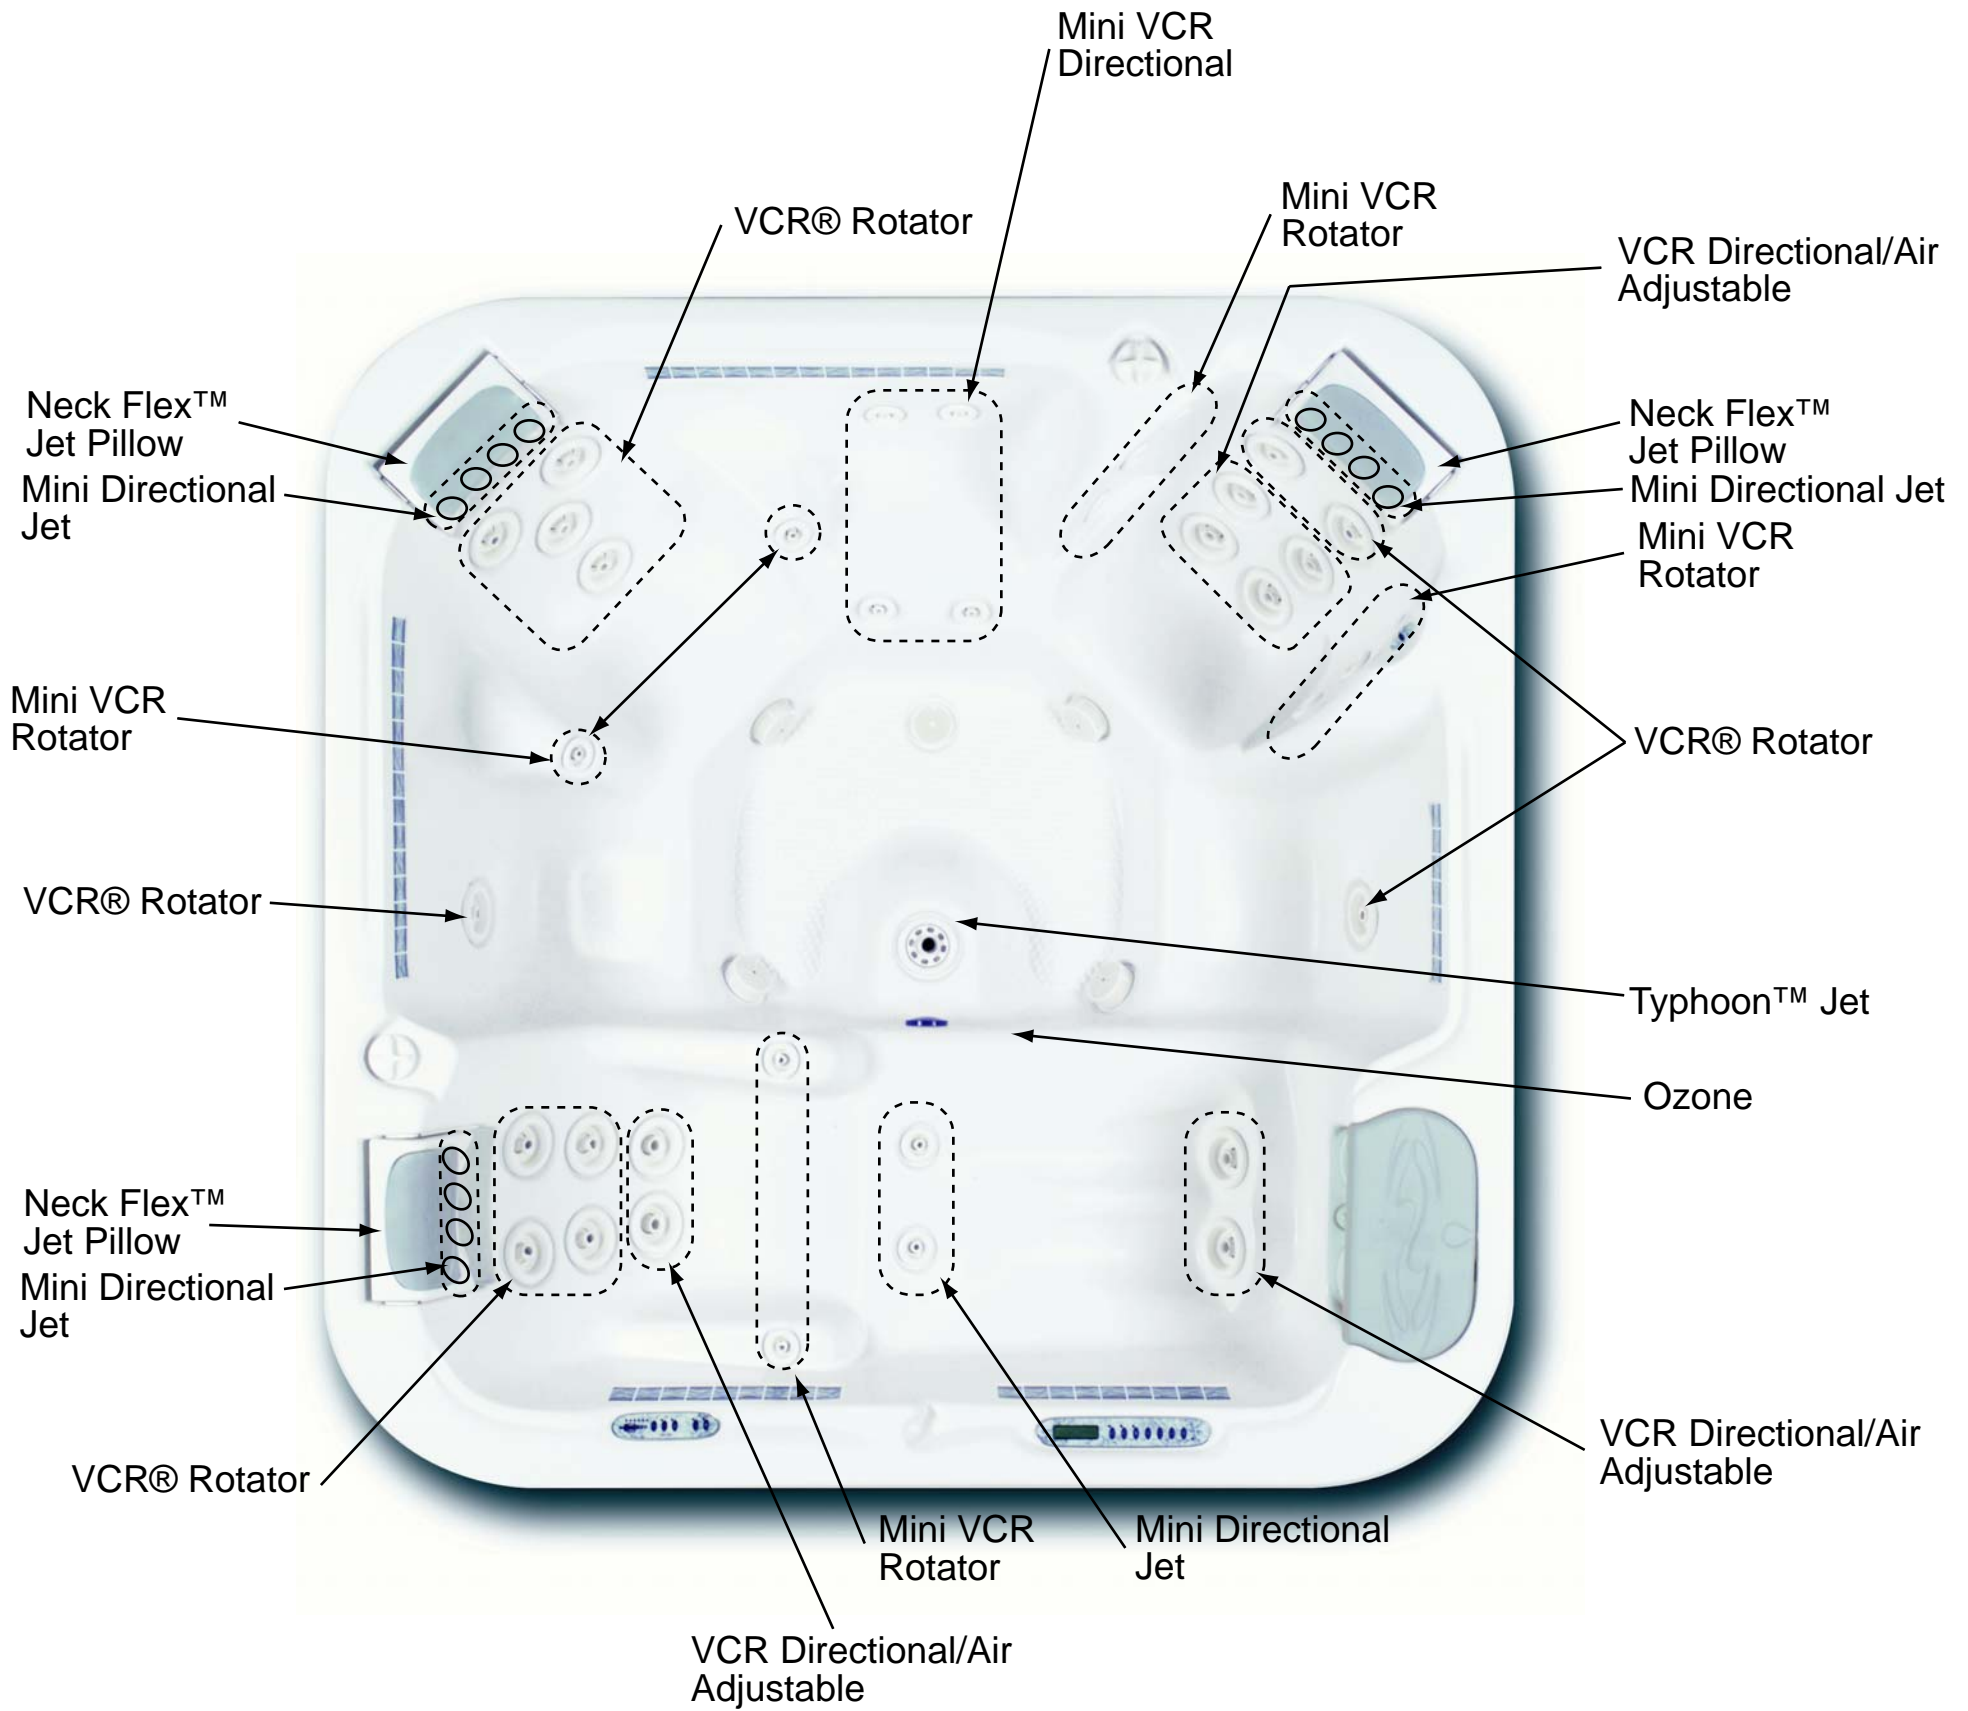 Mini VCR
Directional
Mini VCR
Rotator
VCR® Rotator
VCR Directional/Air
Adjustable
Neck Flex™
Jet Pillow
Mini Directional
Jet
Neck Flex™
Jet Pillow
Mini Directional Jet
Mini VCR
Rotator
Mini VCR
Rotator
VCR® Rotator
VCR® Rotator
Typhoon™ Jet
Ozone
Neck Flex™
Jet Pillow
Mini Directional
Jet
VCR® Rotator
VCR Directional/Air
Adjustable
Mini VCR
Rotator
Mini Directional
Jet
VCR Directional/Air
Adjustable